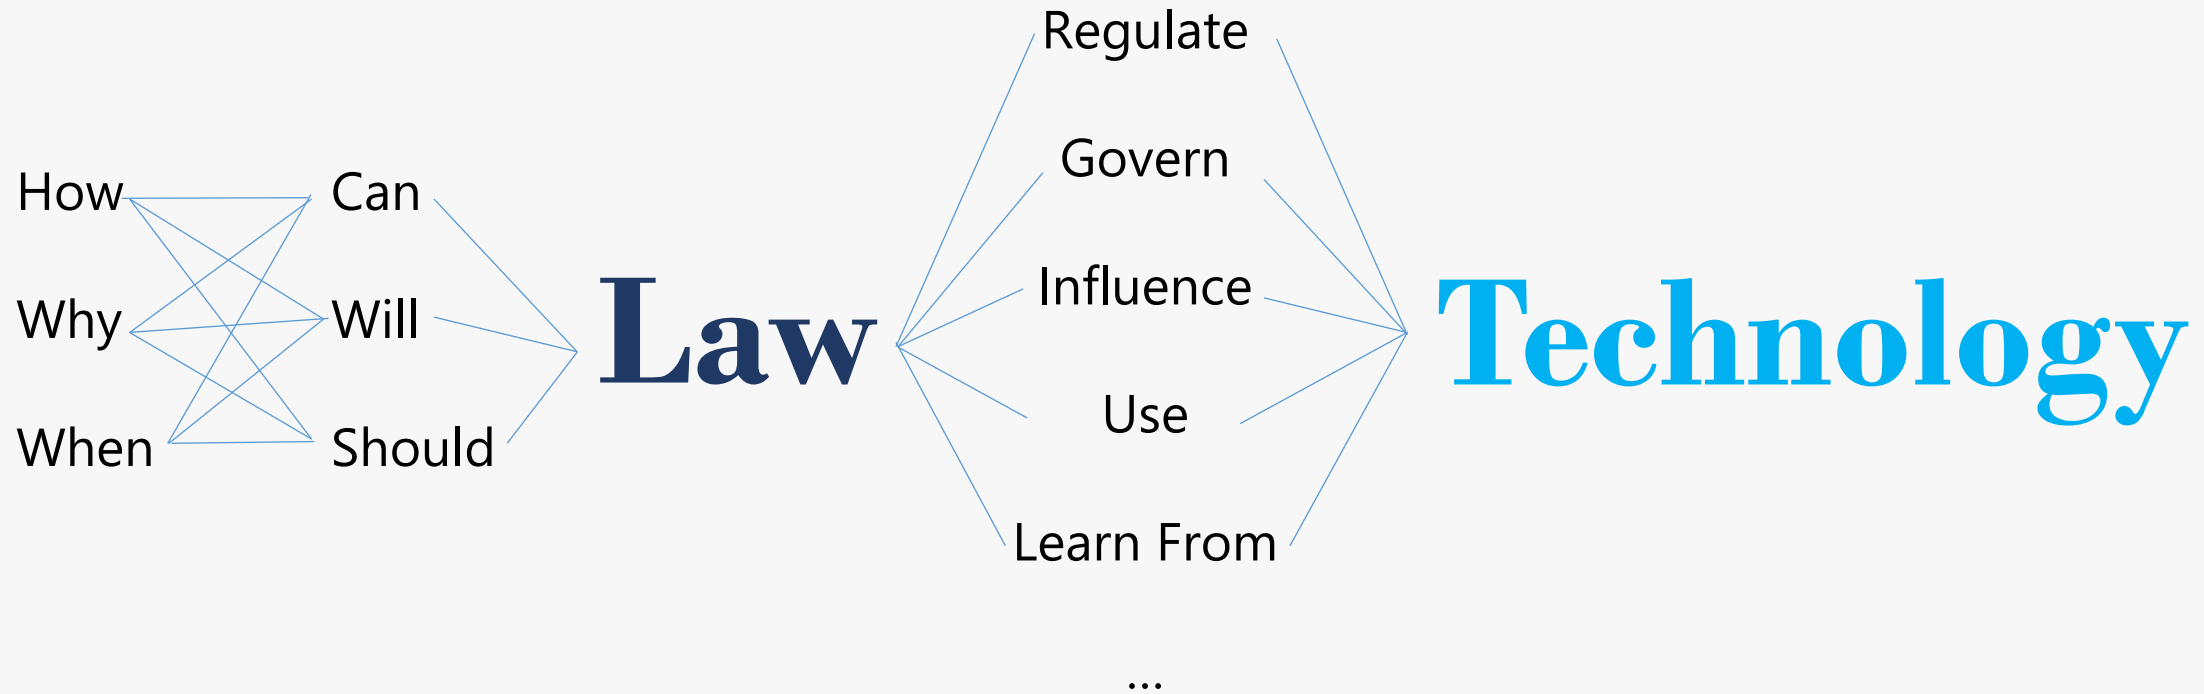 How
Why
When
Can
Will
Should
Law
Regulate
Govern
Influence
Use
Learn From
...
Technology